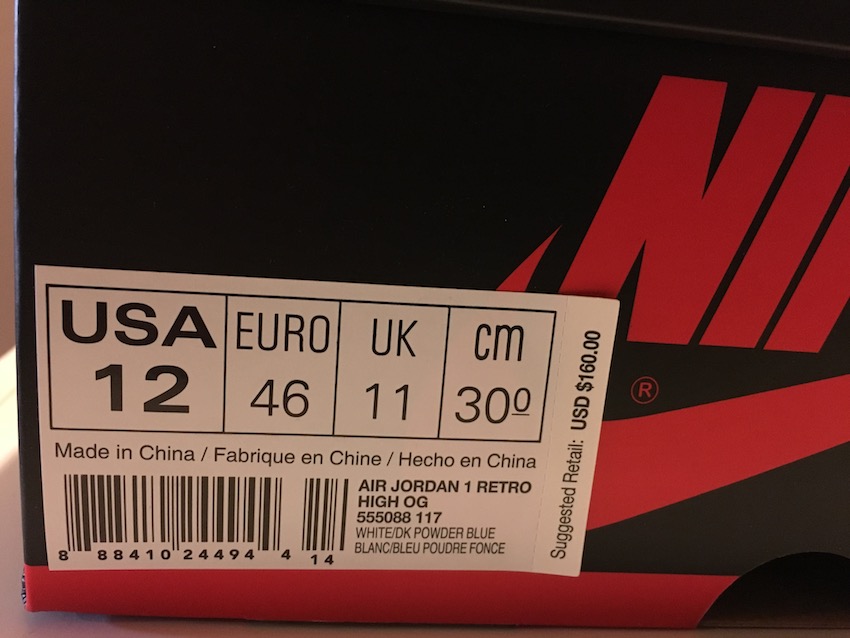 NI
®
USA EURO UK cm
12 46 11 30º
Made in China / Fabrique en Chine / Hecho en China
AIR JORDAN 1 RETRO
HIGH OG
555088 117
WHITE/DK POWDER BLUE
BLANC/BLEU POUDRE FONCE
8 88410 24494 4 14
Suggested Retail: USD $160.00